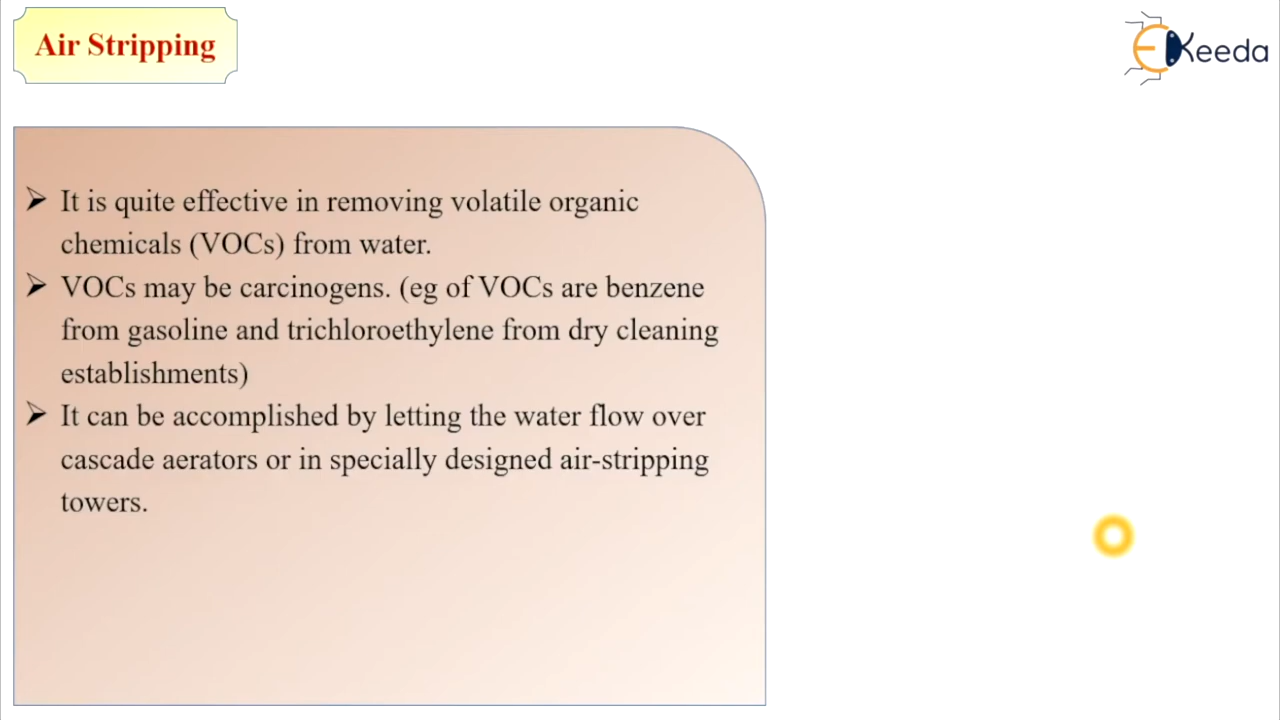 Air Stripping
EKeeda
➢ It is quite effective in removing volatile organic
chemicals (VOCs) from water.
➢ VOCs may be carcinogens. (eg of VOCs are benzene
from gasoline and trichloroethylene from dry cleaning
establishments)
➢ It can be accomplished by letting the water flow over
cascade aerators or in specially designed air-stripping
towers.